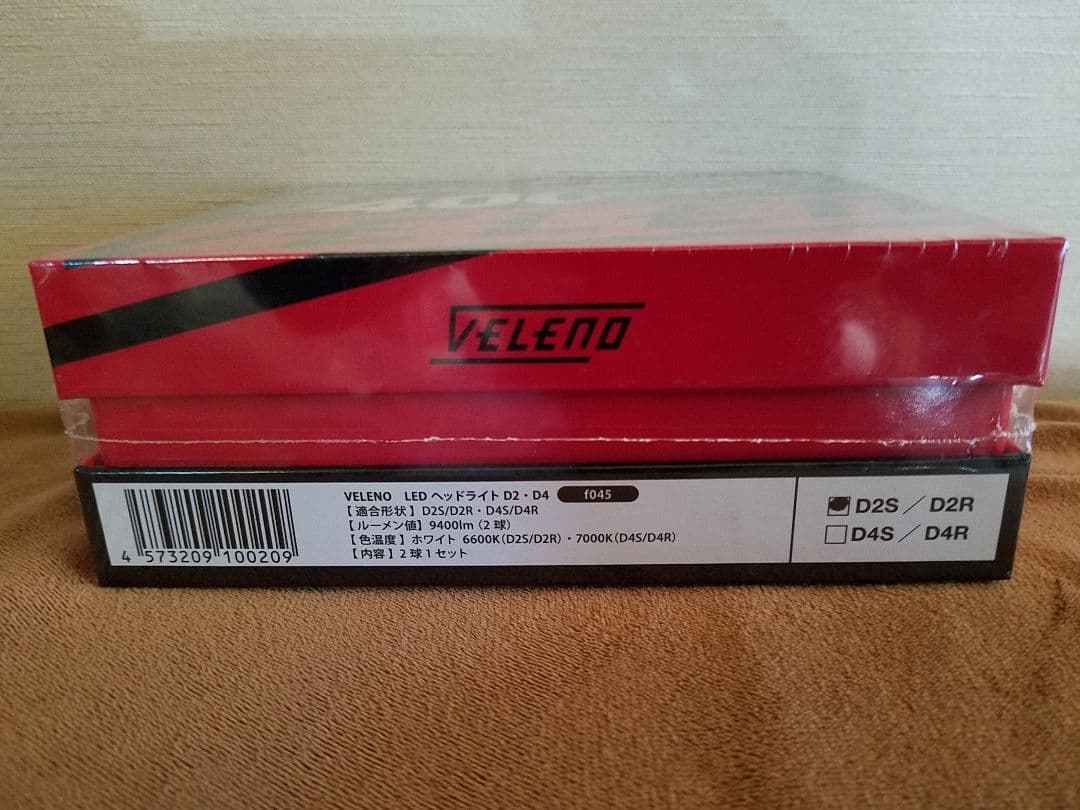 VELENO
VELENO LED ヘッドライト D2・D4 f045
【 適合形状 】D2S/D2R・D4S/D4R
【 ルーメン値】9400lm（2 球）
【 色温度 】ホワイト 6600K（D2S/D2R）・7000K（D4S/D4R）
【 内容 】2 球 1 セット
4 573209 100209
D2S ／ D2R
D4S ／ D4R